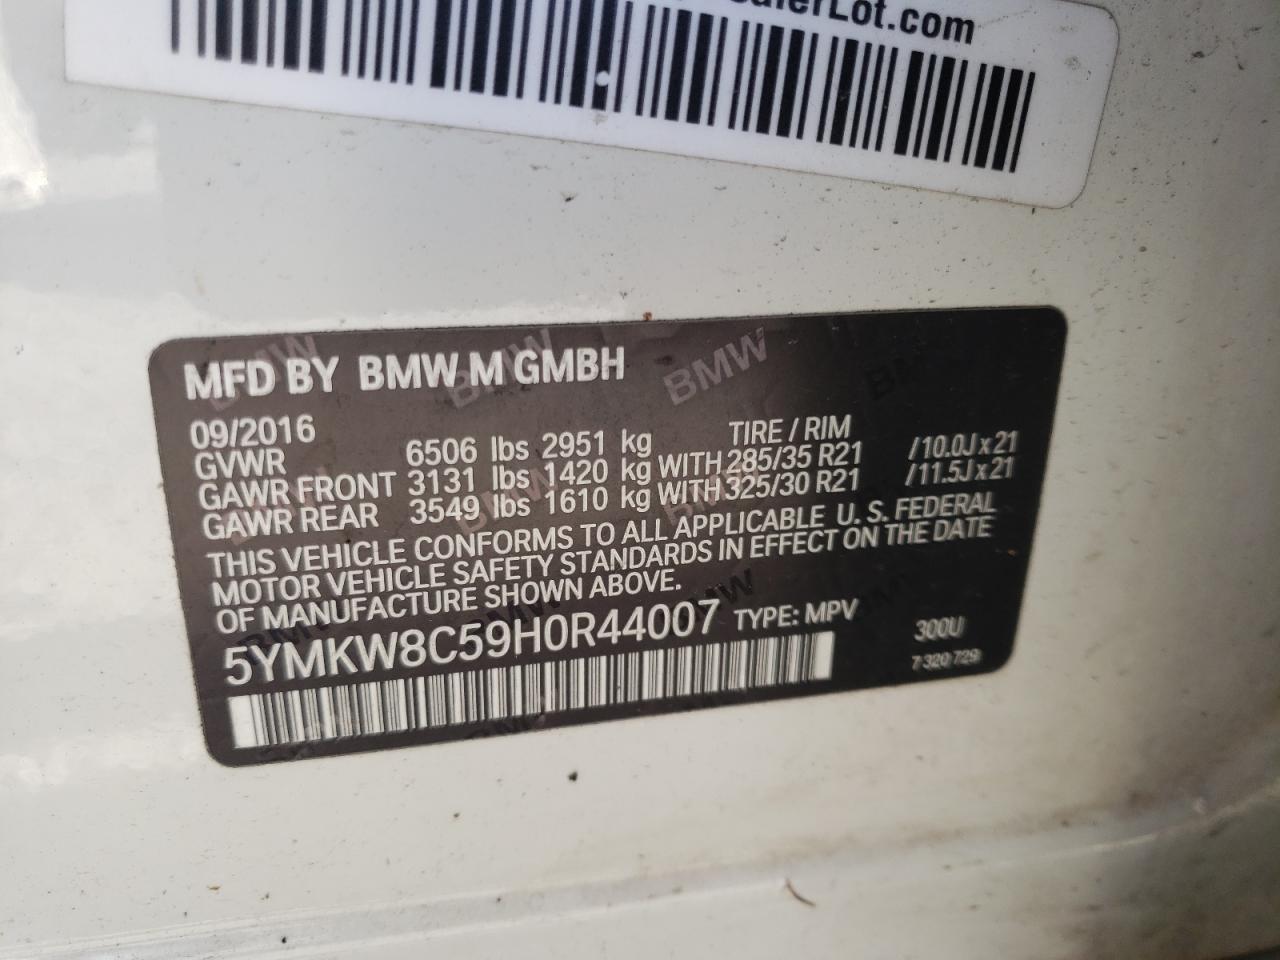 Lot.com
MFD BY BMW M GMBH
09/2016
GVWR 6506 lbs 2951 kg TIRE / RIM
GAWR FRONT 3131 lbs 1420 kg WITH 285/35 R21 /10.0J x 21
GAWR REAR 3549 lbs 1610 kg WITH 325/30 R21 /11.5J x 21
THIS VEHICLE CONFORMS TO ALL APPLICABLE U. S. FEDERAL
MOTOR VEHICLE SAFETY STANDARDS IN EFFECT ON THE DATE
OF MANUFACTURE SHOWN ABOVE.
5YMKW8C59H0R44007 TYPE: MPV 300U
7 320 729